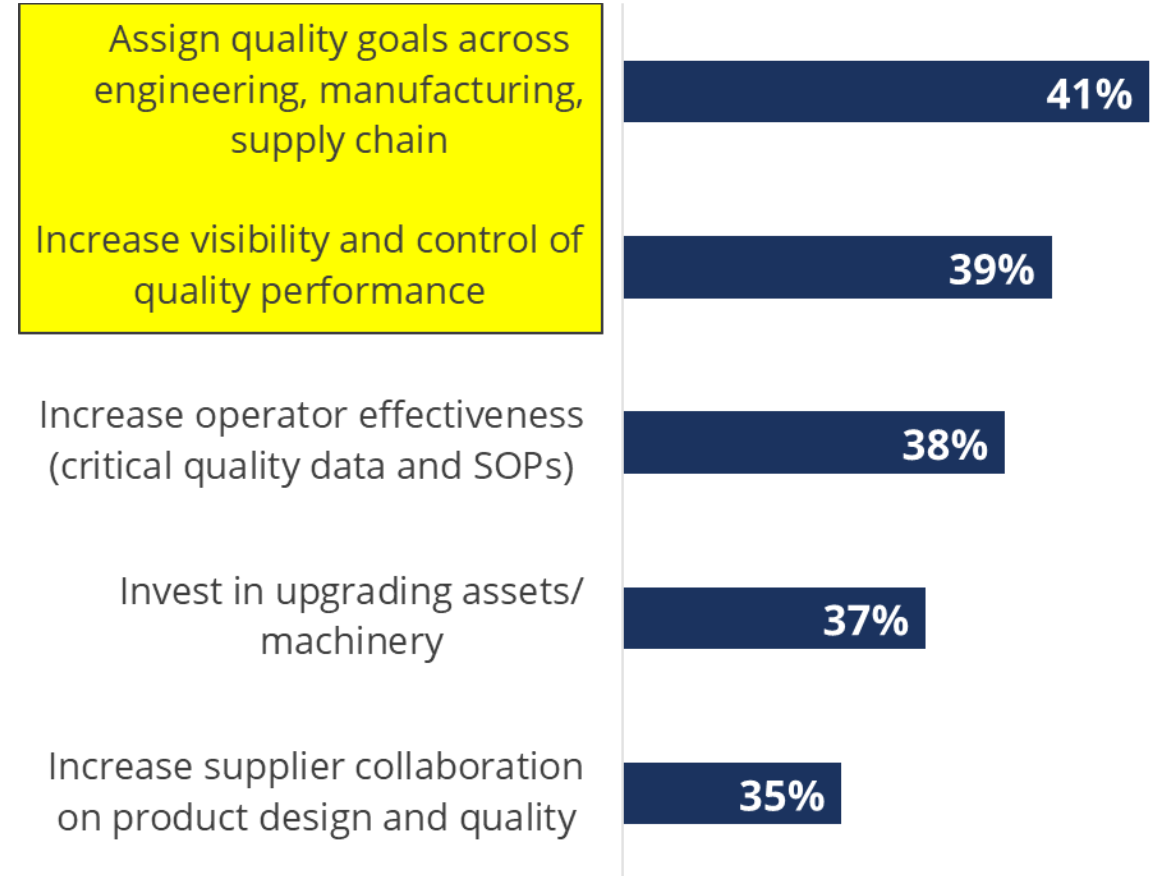 Assign quality goals across
engineering, manufacturing,
supply chain
41%
Increase visibility and control of
quality performance
39%
Increase operator effectiveness
(critical quality data and SOPs)
38%
Invest in upgrading assets/
machinery
37%
Increase supplier collaboration
on product design and quality
35%